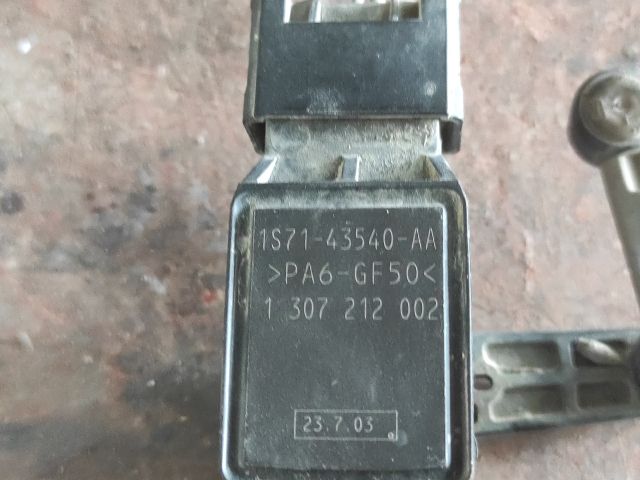 1S71-43540-AA
>PA6-GF50<
1 307 212 002
23.7.03